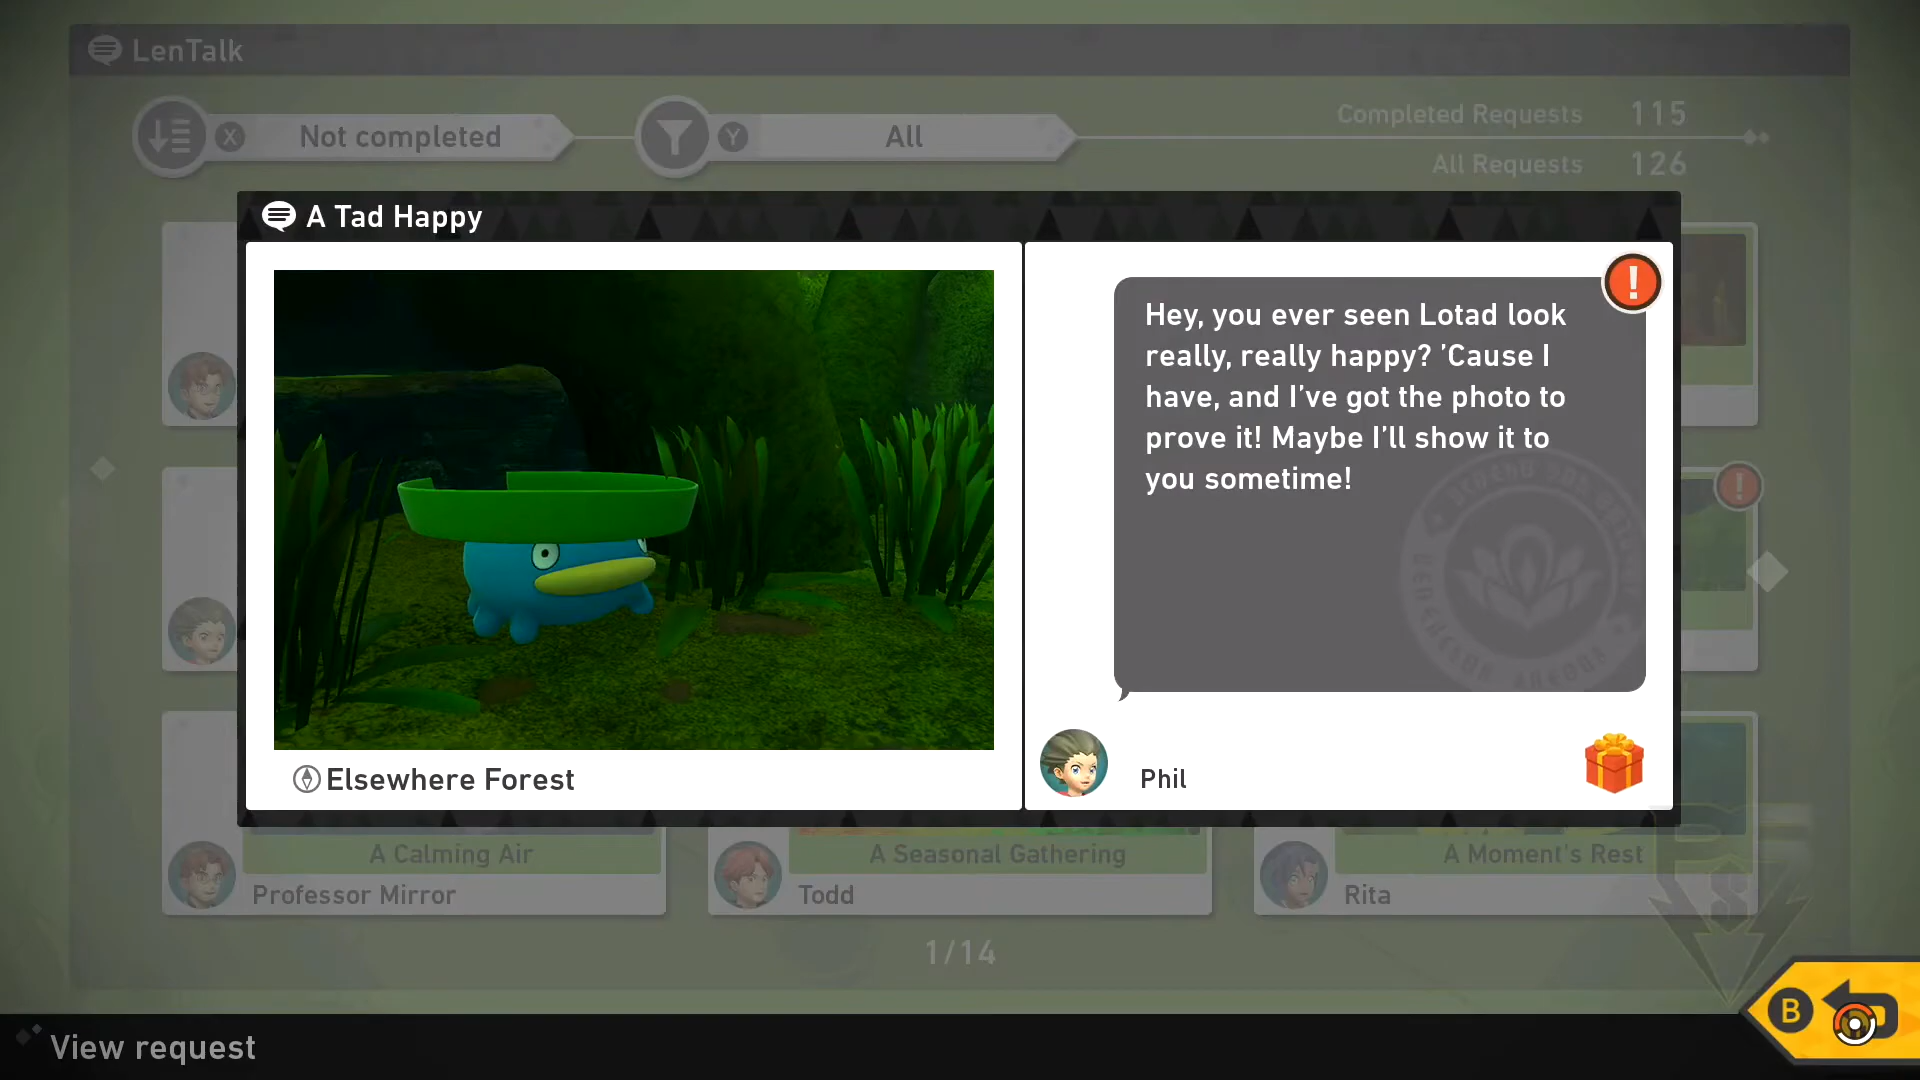 LenTalk
X Not completed
Y All
Completed Requests 115
All Requests 126
A Tad Happy
Hey, you ever seen Lotad look
really, really happy? ’Cause I
have, and I’ve got the photo to
prove it! Maybe I’ll show it to
you sometime!
Elsewhere Forest
Phil
A Calming Air
Professor Mirror
A Seasonal Gathering
Todd
A Moment's Rest
Rita
1/14
View request
B